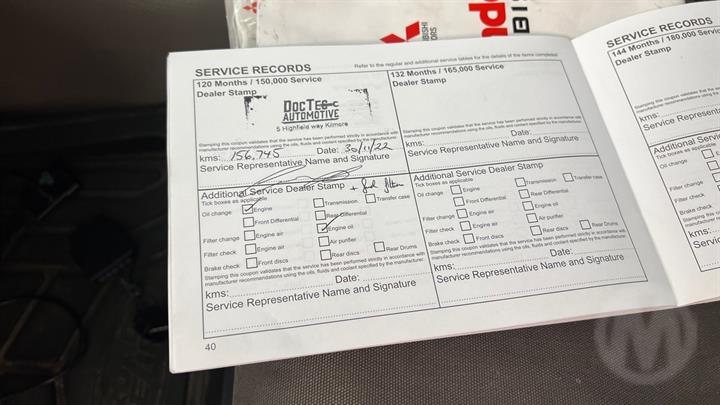 SERVICE RECORDS
Refer to the regular and additional service tables for the details of the items completed
120 Months / 150,000 Service
Dealer Stamp
DocTec
AUTOMOTIVE
5 Highfield way Kilmore
Stamping this coupon validates that the service has been performed strictly in accordance with
manufacturer recommendations using the oils, fluids and coolant specified by the manufacturer.
kms: 156,745 Date: 30/11/22
Service Representative Name and Signature
Additional Service Dealer Stamp
Tick boxes as applicable
Oil change Engine Transmission Transfer case
Front Differential Rear Differential
Filter change Engine air Engine oil
Filter check Engine air Air purifier
Brake check Front discs Rear discs Rear Drums
Stamping this coupon validates that the service has been performed strictly in accordance with
manufacturer recommendations using the oils, fluids and coolant specified by the manufacturer.
kms: Date:
Service Representative Name and Signature
40
132 Months / 165,000 Service
Dealer Stamp
Stamping this coupon validates that the service has been performed strictly in accordance with
manufacturer recommendations using the oils, fluids and coolant specified by the manufacturer.
kms: Date:
Service Representative Name and Signature
Additional Service Dealer Stamp
Tick boxes as applicable
Oil change Engine Transmission Transfer case
Front Differential Rear Differential
Filter change Engine air Engine oil
Filter check Engine air Air purifier
Brake check Front discs Rear discs Rear Drums
Stamping this coupon validates that the service has been performed strictly in accordance with
manufacturer recommendations using the oils, fluids and coolant specified by the manufacturer.
kms: Date:
Service Representative Name and Signature
SERVICE RECORDS
144 Months / 180,000
Dealer Stamp
kms:
Additional
Tick boxes as applicable
Oil change
Filter change
Filter check
Brake check
kms:
M